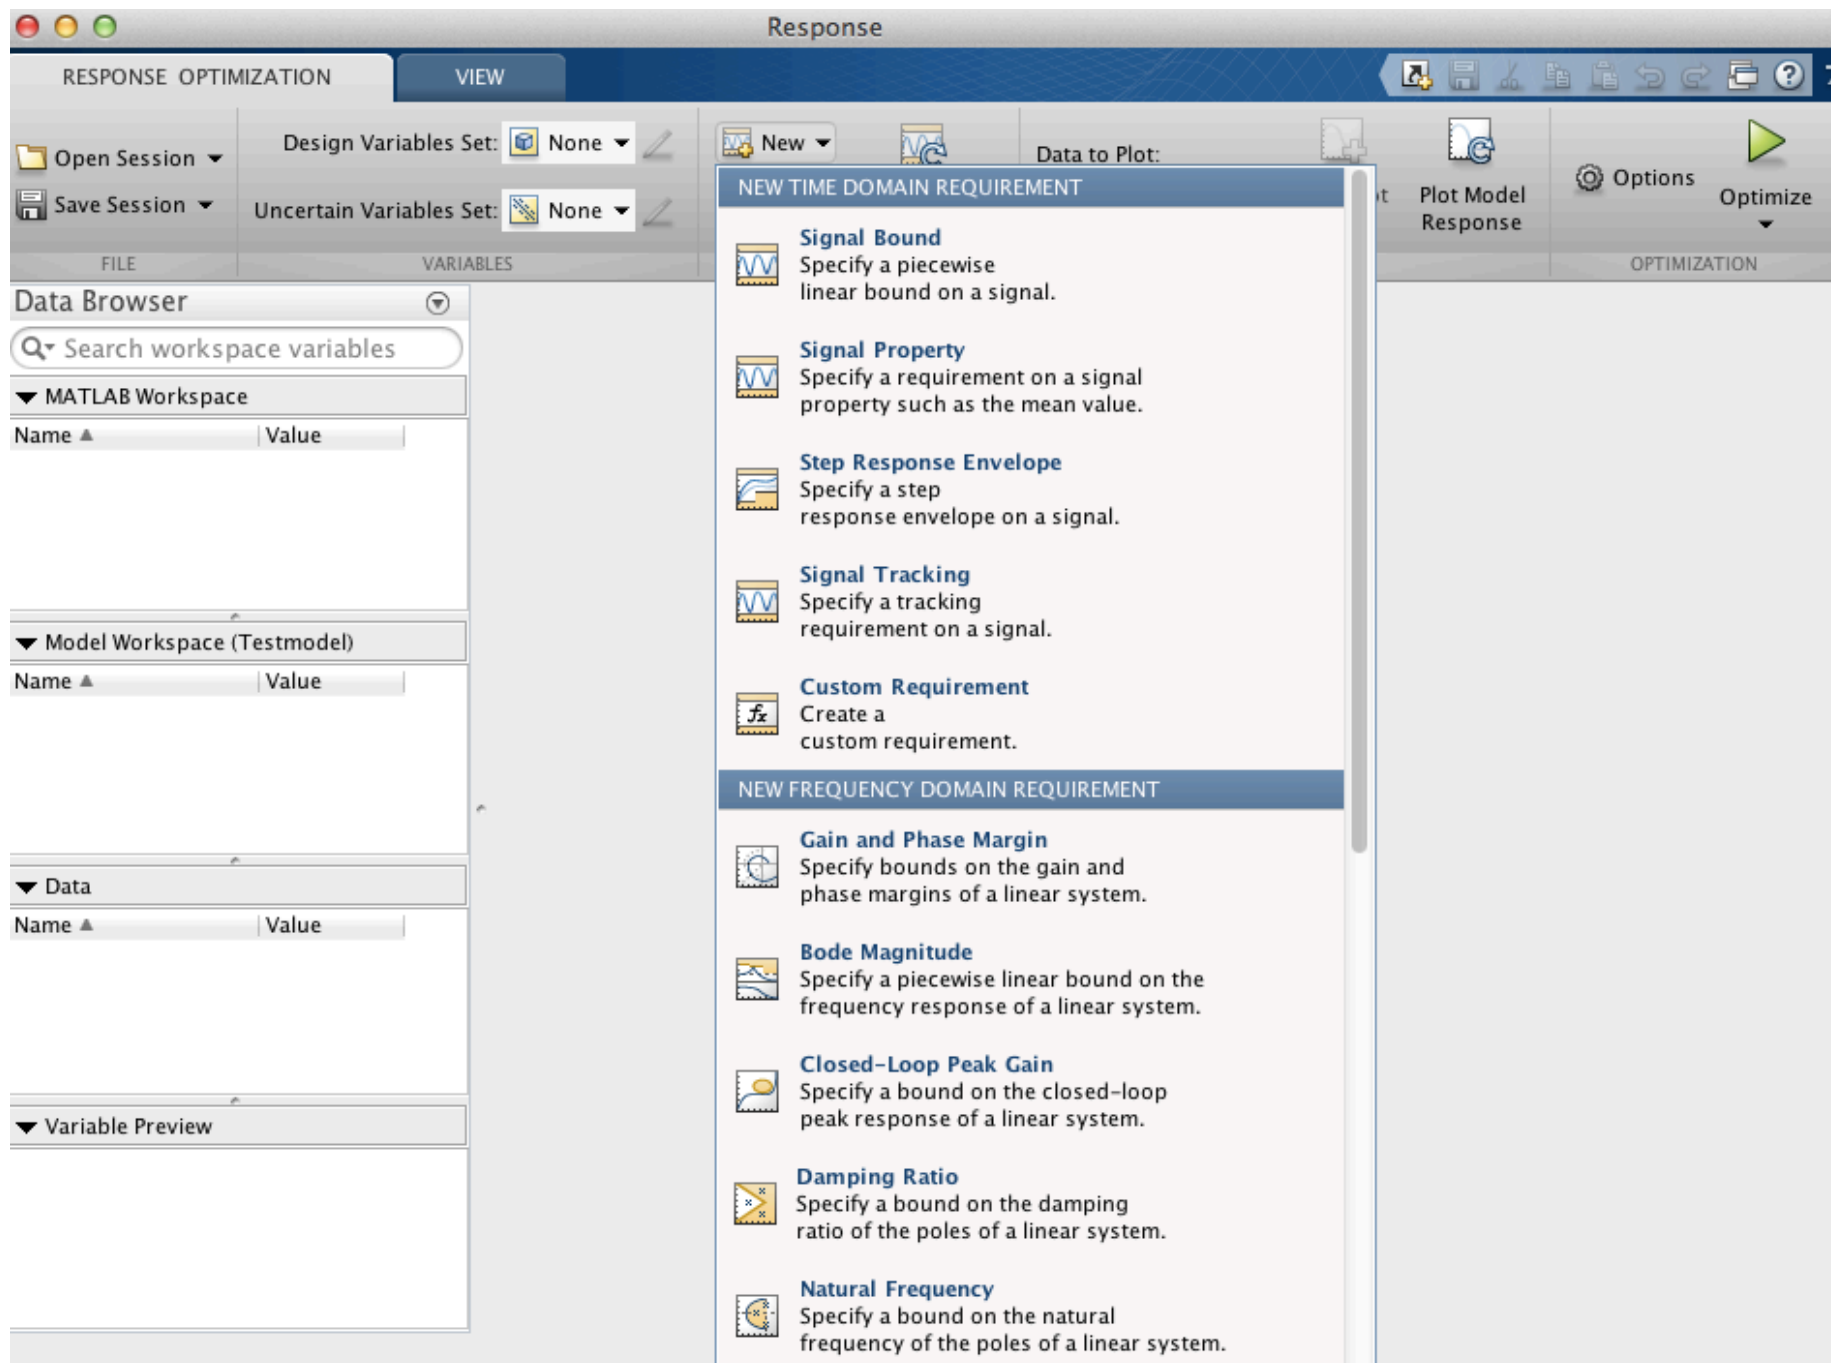 Response
RESPONSE OPTIMIZATION
VIEW
Open Session
Save Session
FILE
Design Variables Set: None
Uncertain Variables Set: None
VARIABLES
New
Data to Plot:
Plot Model
Response
Options
Optimize
OPTIMIZATION
Data Browser
Search workspace variables
MATLAB Workspace
Name Value
Model Workspace (Testmodel)
Name Value
Data
Name Value
Variable Preview
NEW TIME DOMAIN REQUIREMENT
Signal Bound
Specify a piecewise
linear bound on a signal.
Signal Property
Specify a requirement on a signal
property such as the mean value.
Step Response Envelope
Specify a step
response envelope on a signal.
Signal Tracking
Specify a tracking
requirement on a signal.
fx
Custom Requirement
Create a
custom requirement.
NEW FREQUENCY DOMAIN REQUIREMENT
Gain and Phase Margin
Specify bounds on the gain and
phase margins of a linear system.
Bode Magnitude
Specify a piecewise linear bound on the
frequency response of a linear system.
Closed-Loop Peak Gain
Specify a bound on the closed-loop
peak response of a linear system.
Damping Ratio
Specify a bound on the damping
ratio of the poles of a linear system.
Natural Frequency
Specify a bound on the natural
frequency of the poles of a linear system.